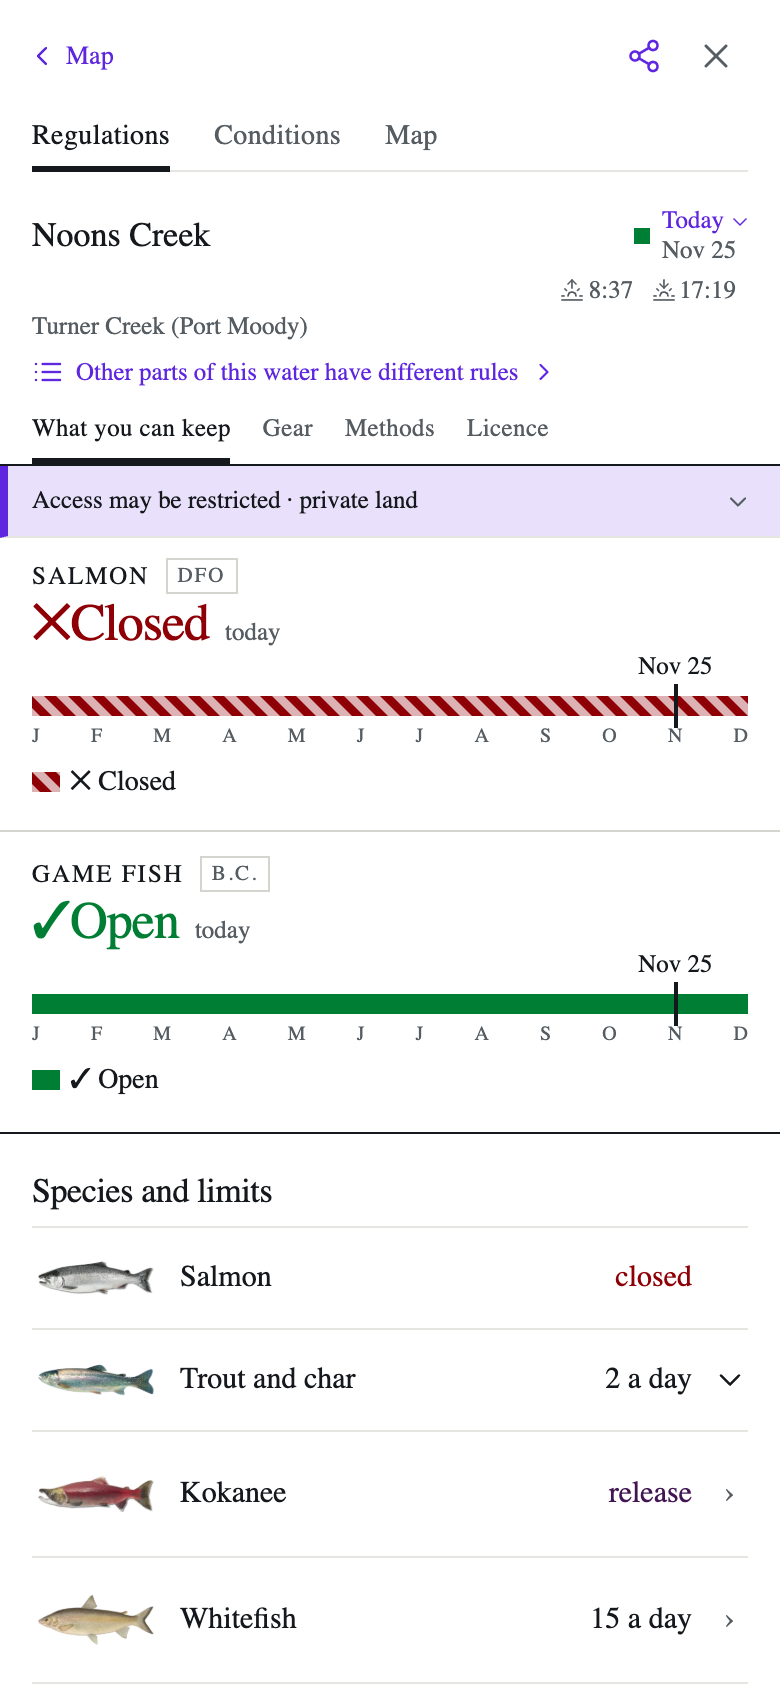 Map
Regulations Conditions Map
Noons Creek
Today
Nov 25
8:37 17:19
Turner Creek (Port Moody)
Other parts of this water have different rules
What you can keep Gear Methods Licence
Access may be restricted · private land
SALMON DFO
✕Closed today
Nov 25
J F M A M J J A S O N D
✕ Closed
GAME FISH B.C.
✓Open today
Nov 25
J F M A M J J A S O N D
✓ Open
Species and limits
Salmon closed
Trout and char 2 a day
Kokanee release
Whitefish 15 a day